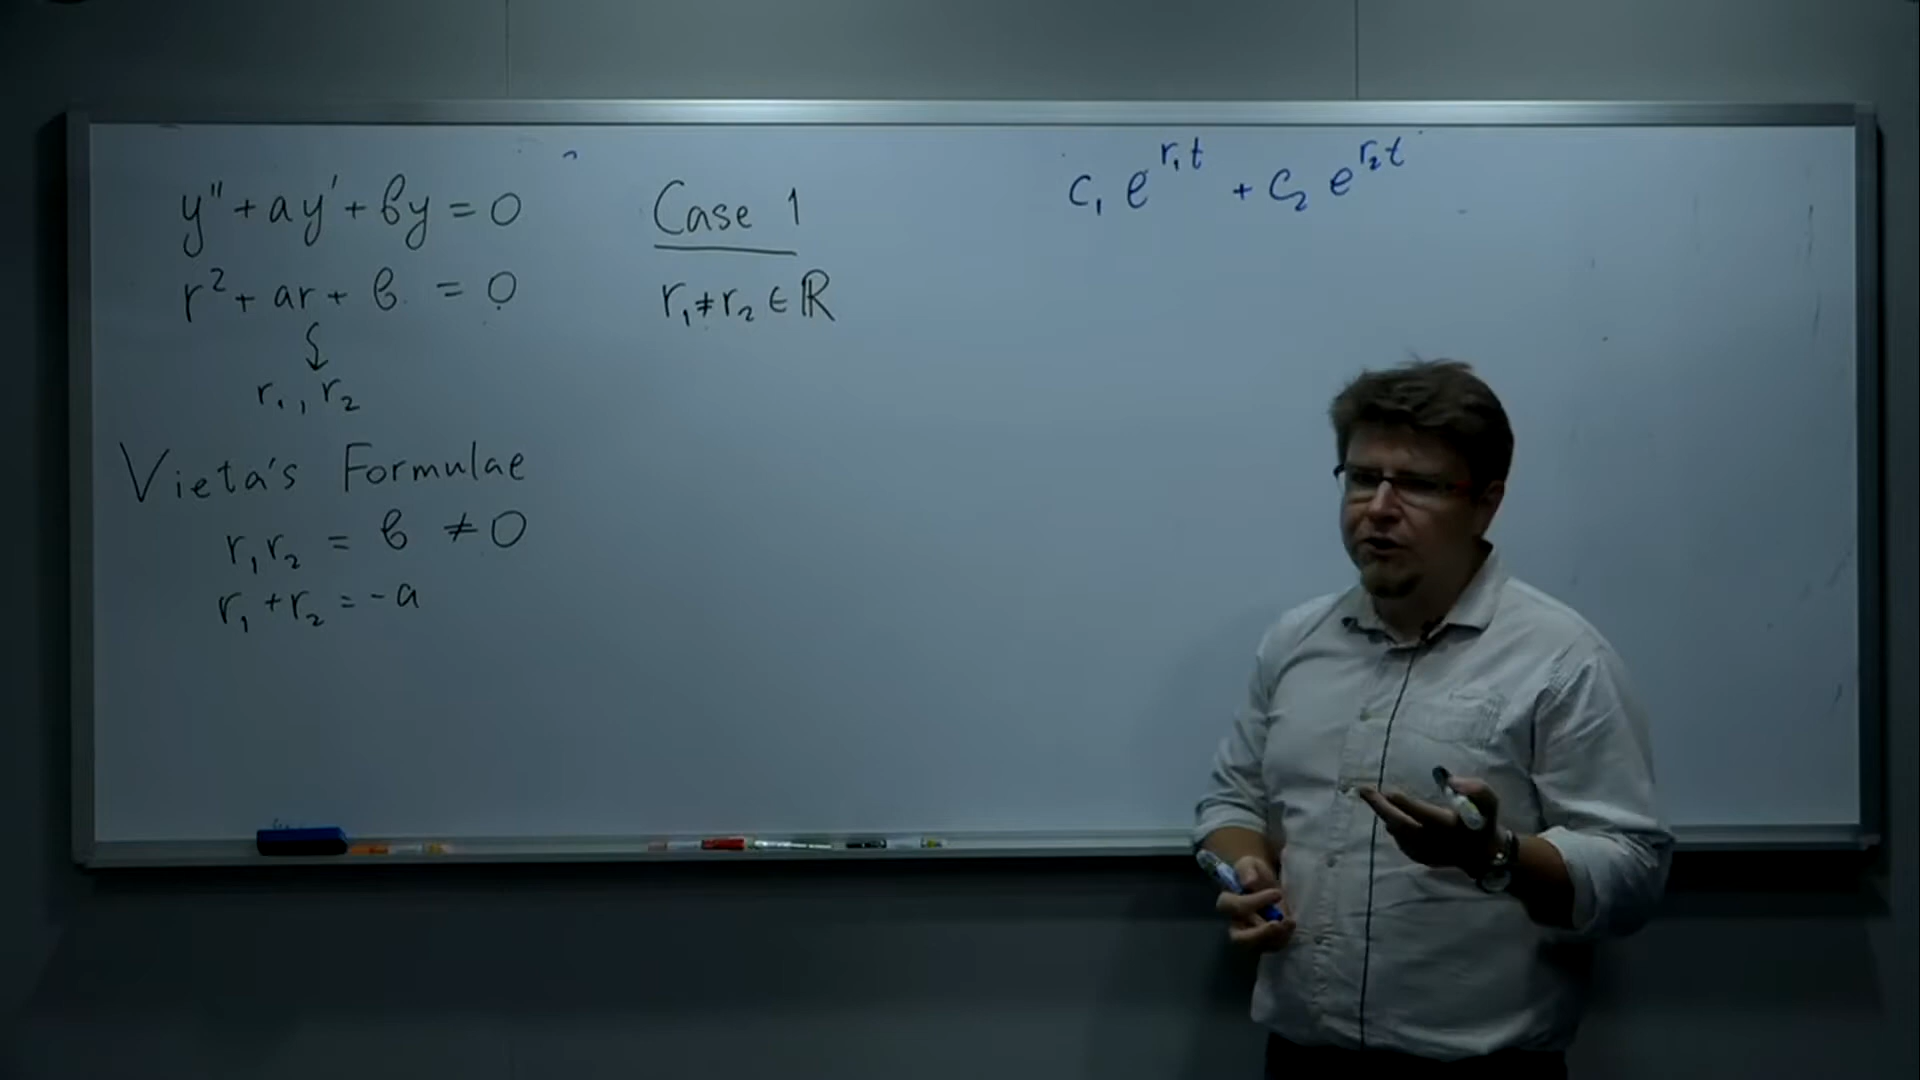 y'' + ay' + by = 0
r² + ar + b = 0
r₁, r₂
Vieta's Formulae
r₁r₂ = b ≠ 0
r₁ + r₂ = -a
Case 1
r₁ ≠ r₂ ∈ ℝ
c₁ e^{r₁t} + c₂ e^{r₂t}